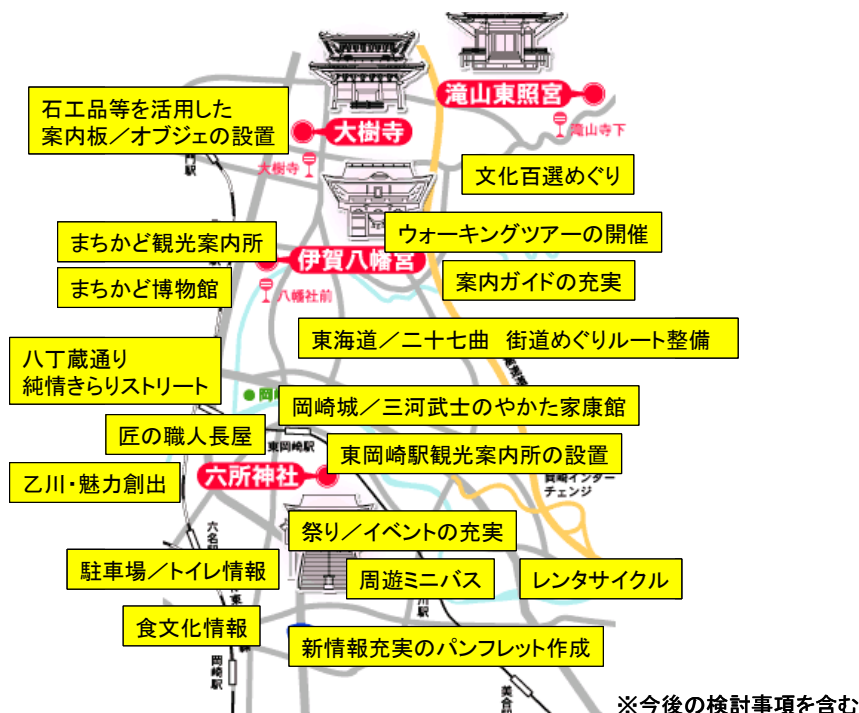 石工品等を活用した
案内板／オブジェの設置
大樹寺
滝山東照宮
滝山寺下
大樹寺
文化百選めぐり
まちかど観光案内所
ウォーキングツアーの開催
伊賀八幡宮
案内ガイドの充実
まちかど博物館
八幡社前
東海道／二十七曲　街道めぐりルート整備
八丁蔵通り
純情きらりストリート
岡崎城／三河武士のやかた家康館
匠の職人長屋
東岡崎駅
東岡崎駅観光案内所の設置
六所神社
乙川・魅力創出
岡崎インター
チェンジ
祭り／イベントの充実
駐車場／トイレ情報
周遊ミニバス
レンタサイクル
食文化情報
新情報充実のパンフレット作成
岡崎駅
※今後の検討事項を含む